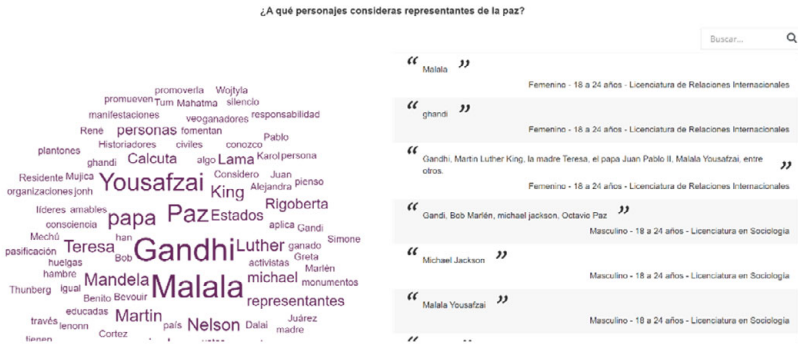 ¿A qué personajes consideras representantes de la paz?
Buscar...
promoverla Wojtyla
promueven Tum Mahatma silencio
manifestaciones veo ganadores responsabilidad
René personas fomentan
Historiadores civiles conozco Pablo
plantones
ghandi Calcuta algo Lama Karol persona
Residente Mujica Yousafzai Considero Juan
organizaciones jonh King Alejandra pienso
líderes amables papa Paz Estados Rigoberta
consciencia aplica Gandi
Mechú Teresa han Gandhi Luther ganado Simone
pasificación Bob activistas Greta
huelgas Marlén
hambre Mandela Malala michael monumentos
Thunberg igual representantes
Benito Bevouir
educadas Martin Juárez
través lenonn país Nelson Dalai madre
Cortez
tienen
“ Malala ”
Femenino - 18 a 24 años - Licenciatura de Relaciones Internacionales
“ ghandi ”
Femenino - 18 a 24 años - Licenciatura de Relaciones Internacionales
“ Gandhi, Martin Luther King, la madre Teresa, el papa Juan Pablo II, Malala Yousafzai, entre
otros. ”
Femenino - 18 a 24 años - Licenciatura de Relaciones Internacionales
“ Gandi, Bob Marlén, michael jackson, Octavio Paz ”
Masculino - 18 a 24 años - Licenciatura en Sociología
“ Michael Jackson ”
Masculino - 18 a 24 años - Licenciatura en Sociología
“ Malala Yousafzai ”
Masculino - 18 a 24 años - Licenciatura en Sociología